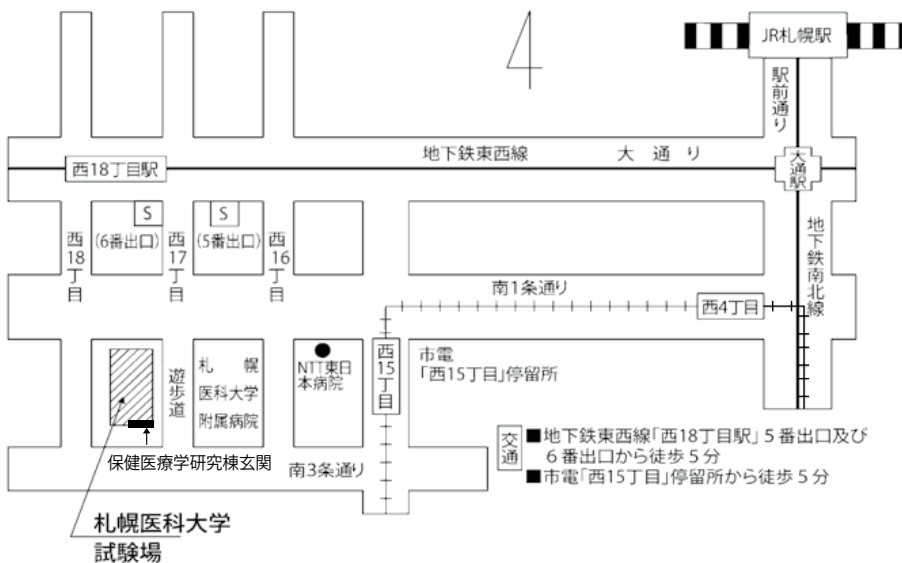 JR札幌駅
駅前通り
地下鉄東西線
大通り
西18丁目駅
大通駅
S
S
(6番出口)
(5番出口)
西18丁目
西17丁目
西16丁目
地下鉄南北線
南1条通り
西4丁目
札幌
医科大学
附属病院
遊歩道
NTT東日
本病院
西15丁目
市電
「西15丁目」停留所
保健医療学研究棟玄関
南3条通り
交通
■地下鉄東西線「西18丁目駅」5番出口及び
6番出口から徒歩5分
■市電「西15丁目」停留所から徒歩5分
札幌医科大学
試験場